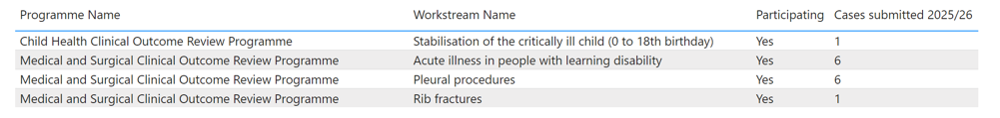 Programme Name Workstream Name Participating Cases submitted 2025/26
Child Health Clinical Outcome Review Programme Stabilisation of the critically ill child (0 to 18th birthday) Yes 1
Medical and Surgical Clinical Outcome Review Programme Acute illness in people with learning disability Yes 6
Medical and Surgical Clinical Outcome Review Programme Pleural procedures Yes 6
Medical and Surgical Clinical Outcome Review Programme Rib fractures Yes 1